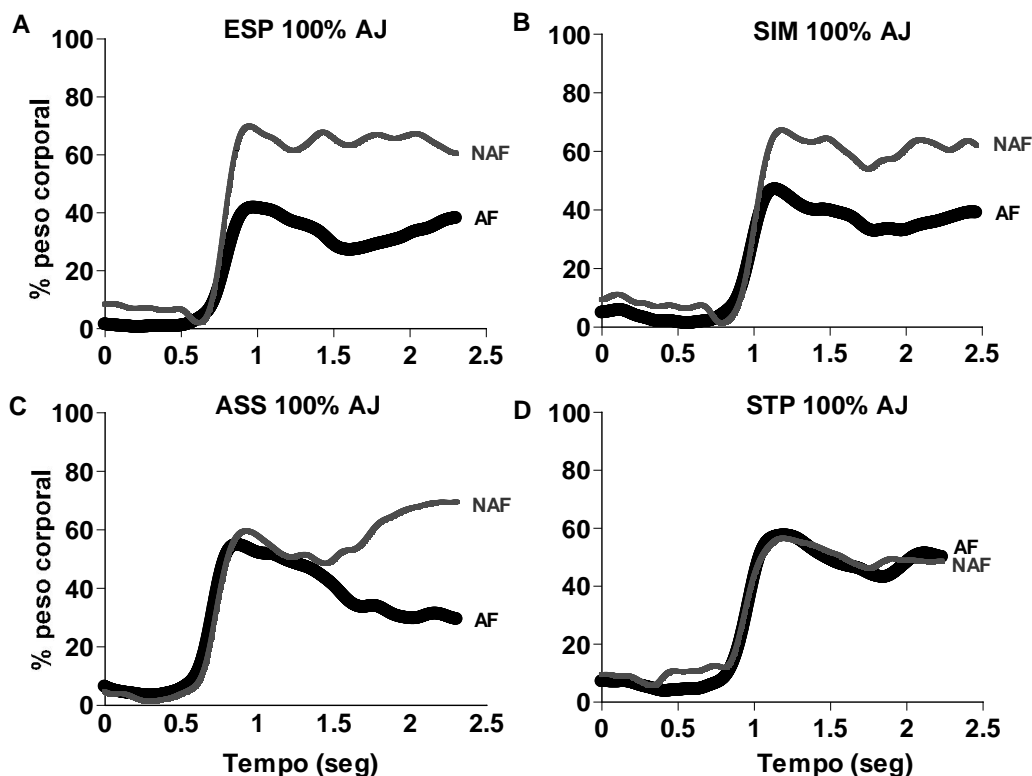 A
ESP 100% AJ
100
80
60
40
20
0
% peso corporal
NAF
AF
0 0.5 1 1.5 2 2.5
B
SIM 100% AJ
100
80
60
40
20
0
NAF
AF
0 0.5 1 1.5 2 2.5
C
ASS 100% AJ
100
80
60
40
20
0
% peso corporal
NAF
AF
0 0.5 1 1.5 2 2.5
Tempo (seg)
D
STP 100% AJ
100
80
60
40
20
0
AF
NAF
0 0.5 1 1.5 2 2.5
Tempo (seg)